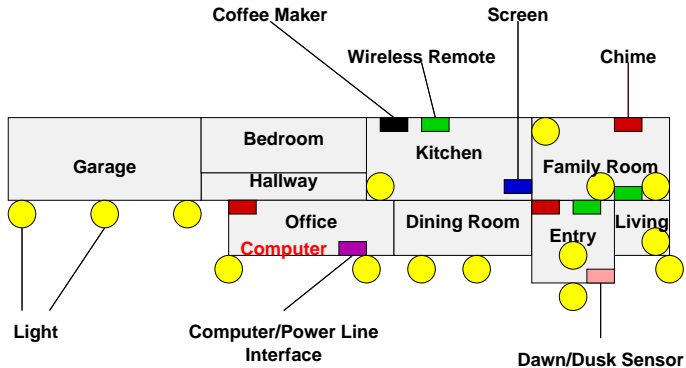 Coffee Maker
Screen
Wireless Remote
Chime
Bedroom
Garage
Kitchen
Family Room
Hallway
Office
Dining Room
Living
Entry
Computer
Light
Computer/Power Line
Interface
Dawn/Dusk Sensor